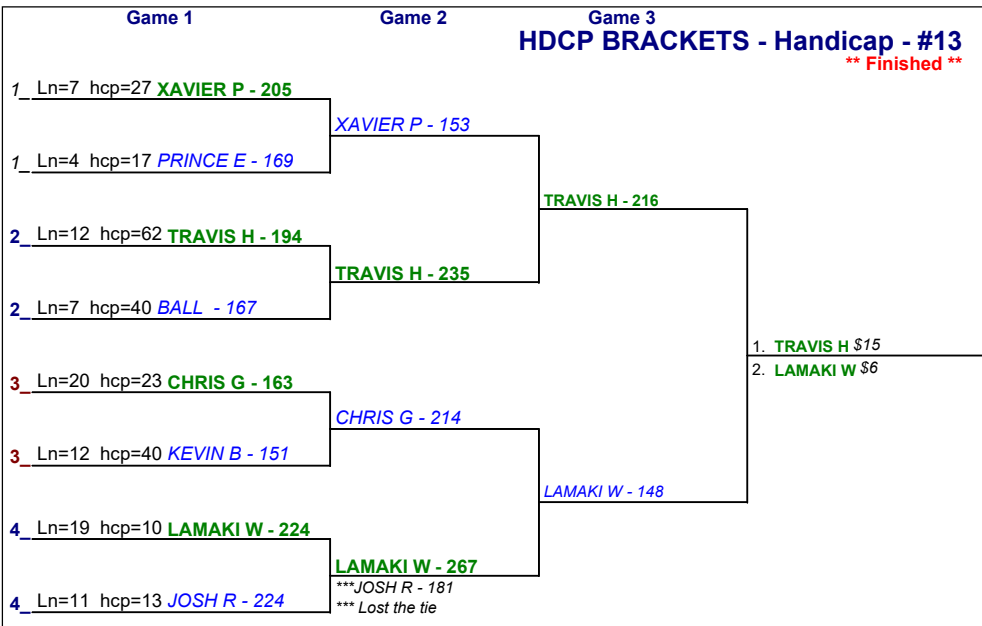 Game 1 Game 2 Game 3
HDCP BRACKETS - Handicap - #13
** Finished **
1_ Ln=7 hcp=27 XAVIER P - 205
XAVIER P - 153
1_ Ln=4 hcp=17 PRINCE E - 169
TRAVIS H - 216
2_ Ln=12 hcp=62 TRAVIS H - 194
TRAVIS H - 235
2_ Ln=7 hcp=40 BALL - 167
1. TRAVIS H $15
2. LAMAKI W $6
3_ Ln=20 hcp=23 CHRIS G - 163
CHRIS G - 214
3_ Ln=12 hcp=40 KEVIN B - 151
LAMAKI W - 148
4_ Ln=19 hcp=10 LAMAKI W - 224
LAMAKI W - 267
***JOSH R - 181
*** Lost the tie
4_ Ln=11 hcp=13 JOSH R - 224